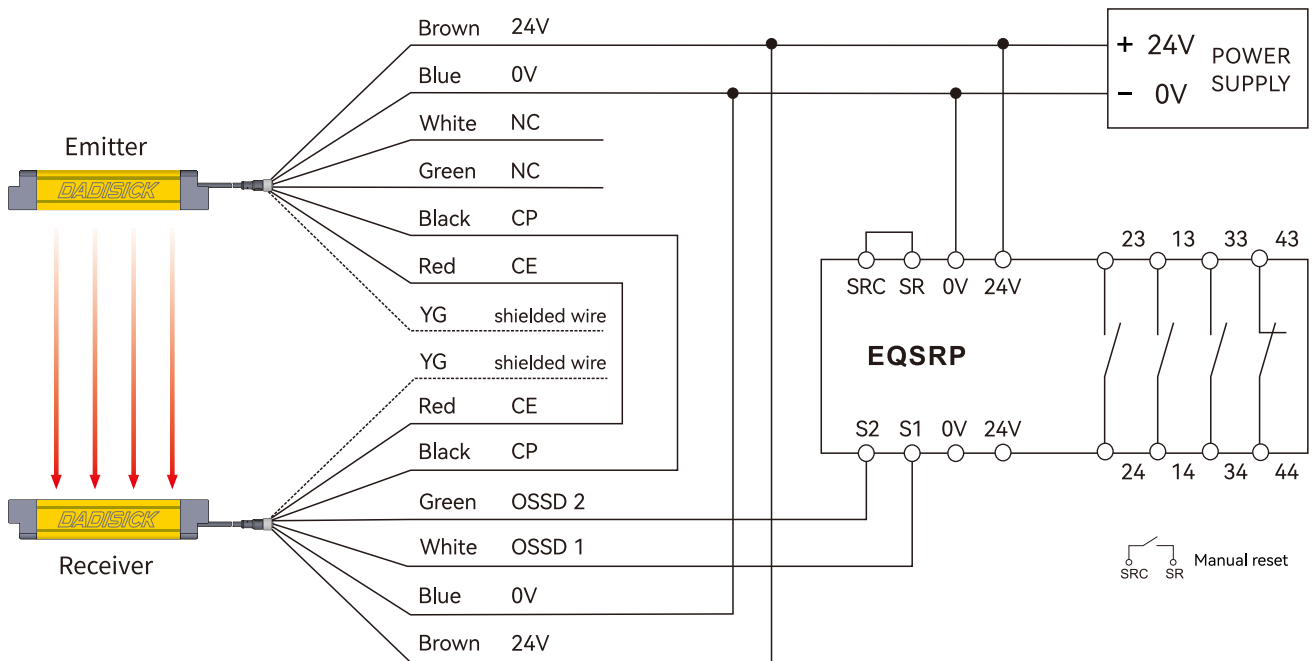 Brown 24V
Blue 0V
White NC
Green NC
Black CP
Red CE
YG shielded wire
YG shielded wire
Red CE
Black CP
Green OSSD 2
White OSSD 1
Blue 0V
Brown 24V
Emitter
DADISICK
DADISICK
Receiver
+ 24V
- 0V
POWER
SUPPLY
23 13 33 43
SRC SR 0V 24V
EQSRP
S2 S1 0V 24V
24 14 34 44
SRC SR Manual reset